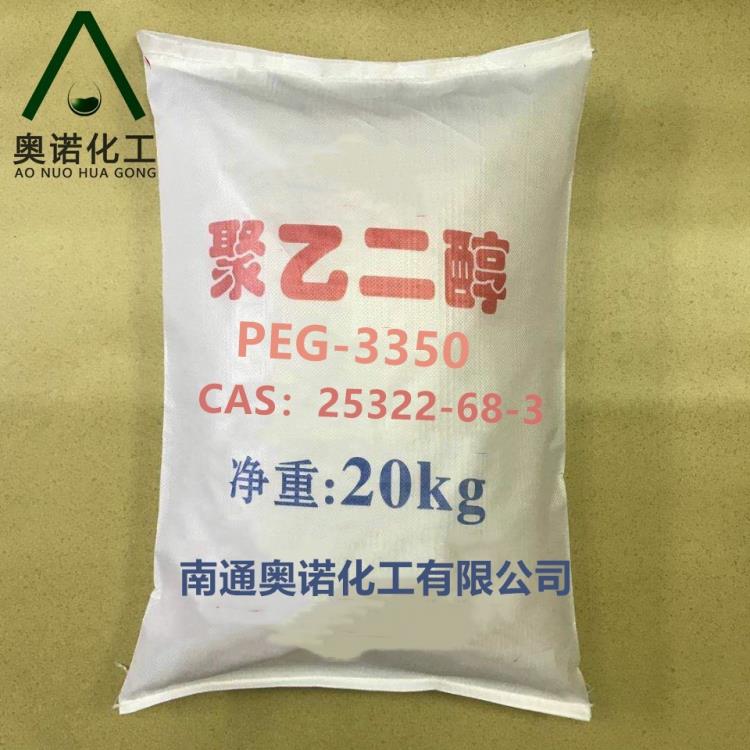 奥诺化工
AO NUO HUA GONG
聚乙二醇
PEG-3350
CAS：25322-68-3
净重:20kg
南通奥诺化工有限公司